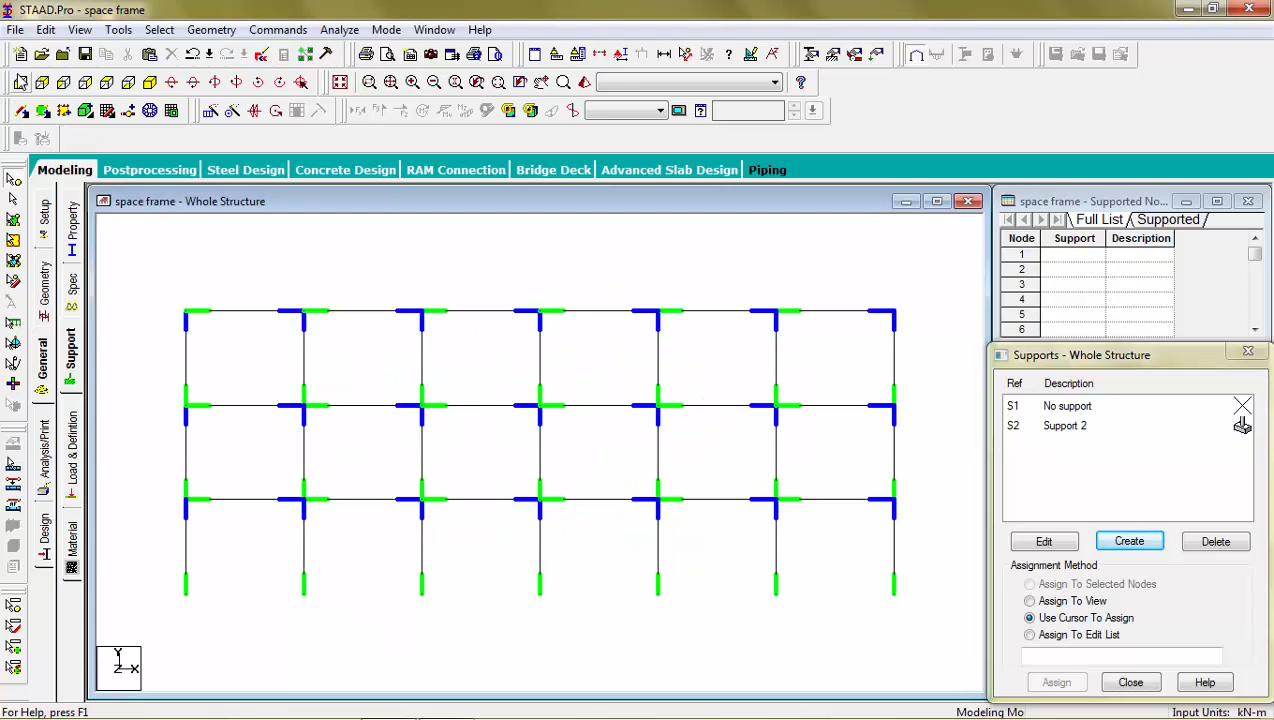 STAAD.Pro - space frame
File Edit View Tools Select Geometry Commands Analyze Mode Window Help
Modeling Postprocessing Steel Design Concrete Design RAM Connection Bridge Deck Advanced Slab Design Piping
Setup
Geometry
General
Analysis/Print
Design
Property
Spec
Support
Load & Definition
Material
space frame - Whole Structure
Y
Z
X
space frame - Supported No...
Full List Supported
Node Support Description
1
2
3
4
5
6
Supports - Whole Structure
Ref Description
S1 No support
S2 Support 2
Edit Create Delete
Assignment Method
Assign To Selected Nodes
Assign To View
Use Cursor To Assign
Assign To Edit List
Assign Close Help
For Help, press F1 Modeling Mo Input Units: kN-m